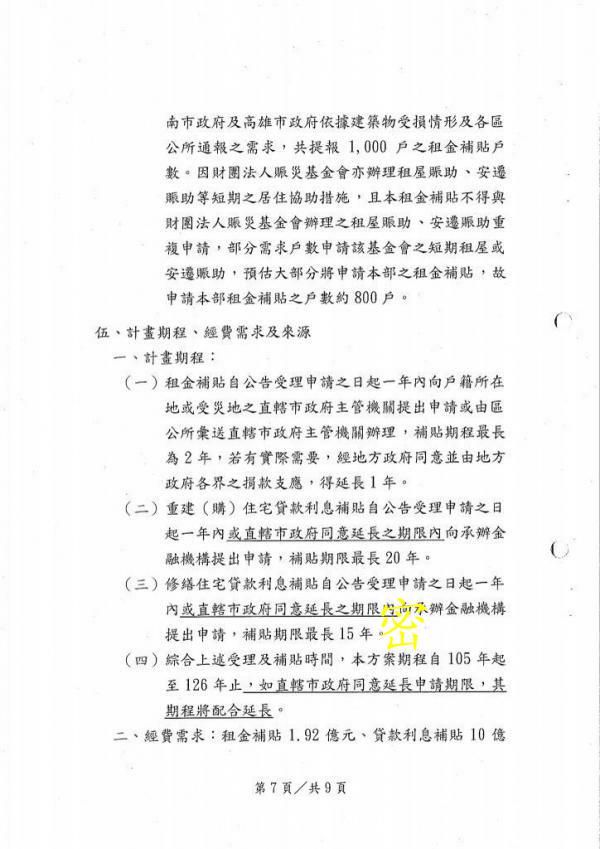 南市政府及高雄市政府依據建築物受損情形及各區
公所通報之需求，共提報 1,000 戶之租金補貼戶
數。因財團法人賑災基金會亦辦理租屋賑助、安遷
賑助等短期之居住協助措施，且本租金補貼不得與
財團法人賑災基金會辦理之租屋賑助、安遷賑助重
複申請，部分需求戶數申請該基金會之短期租屋或
安遷賑助，預估大部分將申請本部之租金補貼，故
申請本部租金補貼之戶數約 800 戶。
伍、計畫期程、經費需求及來源
一、計畫期程：
（一）租金補貼自公告受理申請之日起一年內向戶籍所在
地或受災地之直轄市政府主管機關提出申請或由區
公所彙送直轄市政府主管機關辦理，補貼期程最長
為 2 年，若有實際需要，經地方政府同意並由地方
政府各界之捐款支應，得延長 1 年。
（二）重建（購）住宅貸款利息補貼自公告受理申請之日
起一年內或直轄市政府同意延長之期限內向承辦金
融機構提出申請，補貼期限最長 20 年。
（三）修繕住宅貸款利息補貼自公告受理申請之日起一年
內或直轄市政府同意延長之期限內向承辦金融機構
提出申請，補貼期限最長 15 年。
密
（四）綜合上述受理及補貼時間，本方案期程自 105 年起
至 126 年止，如直轄市政府同意延長申請期限，其
期程將配合延長。
二、經費需求：租金補貼 1.92 億元、貸款利息補貼 10 億
第 7 頁／共 9 頁